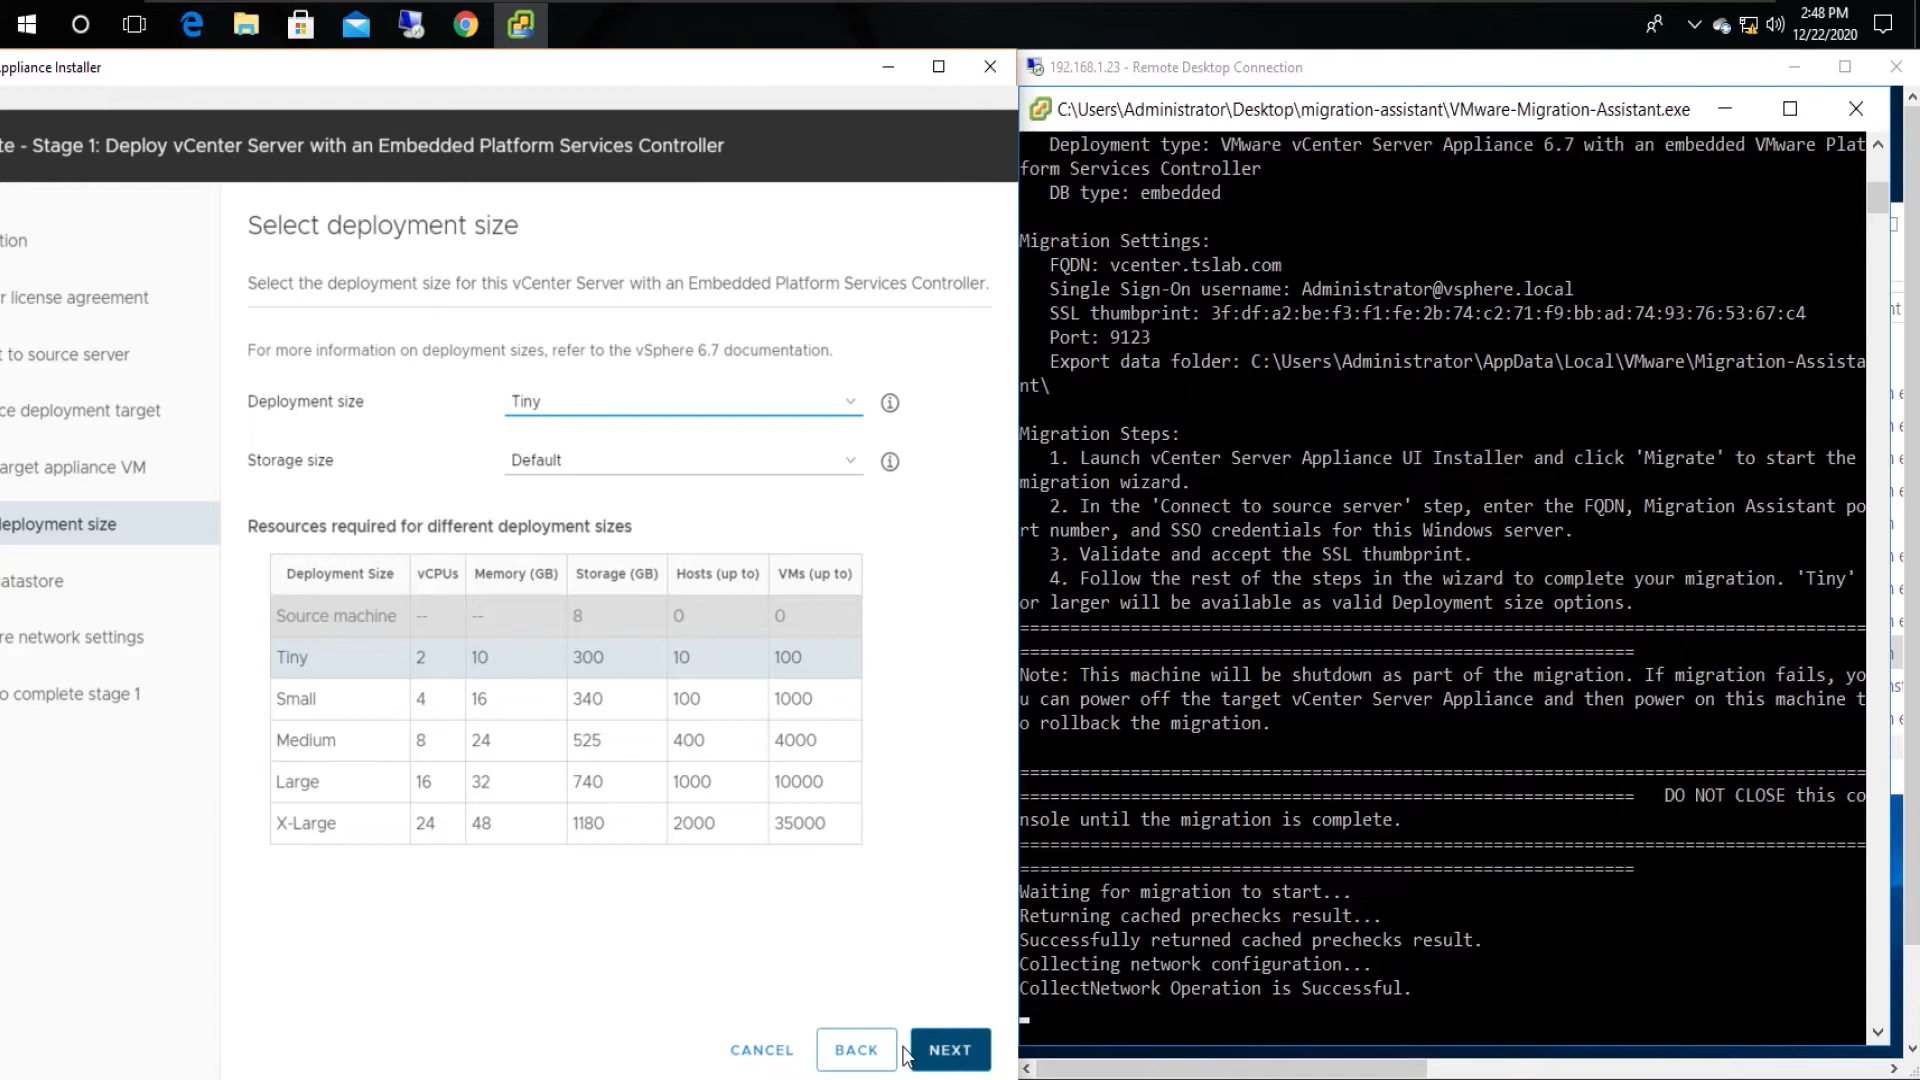 2:48 PM
12/22/2020
ppliance Installer
te - Stage 1: Deploy vCenter Server with an Embedded Platform Services Controller
tion
r license agreement
t to source server
ce deployment target
arget appliance VM
deployment size
atastore
re network settings
o complete stage 1
Select deployment size
Select the deployment size for this vCenter Server with an Embedded Platform Services Controller.
For more information on deployment sizes, refer to the vSphere 6.7 documentation.
Deployment size Tiny
Storage size Default
Resources required for different deployment sizes
Deployment Size vCPUs Memory (GB) Storage (GB) Hosts (up to) VMs (up to)
Source machine -- -- 8 0 0
Tiny 2 10 300 10 100
Small 4 16 340 100 1000
Medium 8 24 525 400 4000
Large 16 32 740 1000 10000
X-Large 24 48 1180 2000 35000
CANCEL BACK NEXT
192.168.1.23 - Remote Desktop Connection
C:\Users\Administrator\Desktop\migration-assistant\VMware-Migration-Assistant.exe
Deployment type: VMware vCenter Server Appliance 6.7 with an embedded VMware Plat
form Services Controller
DB type: embedded
Migration Settings:
FQDN: vcenter.tslab.com
Single Sign-On username: Administrator@vsphere.local
SSL thumbprint: 3f:df:a2:be:f3:f1:fe:2b:74:c2:71:f9:bb:ad:74:93:76:53:67:c4
Port: 9123
Export data folder: C:\Users\Administrator\AppData\Local\VMware\Migration-Assista
nt\
Migration Steps:
1. Launch vCenter Server Appliance UI Installer and click 'Migrate' to start the
migration wizard.
2. In the 'Connect to source server' step, enter the FQDN, Migration Assistant po
rt number, and SSO credentials for this Windows server.
3. Validate and accept the SSL thumbprint.
4. Follow the rest of the steps in the wizard to complete your migration. 'Tiny'
or larger will be available as valid Deployment size options.
=====================================================================================
=============================================================
Note: This machine will be shutdown as part of the migration. If migration fails, yo
u can power off the target vCenter Server Appliance and then power on this machine t
o rollback the migration.
=====================================================================================
============================================================= DO NOT CLOSE this co
nsole until the migration is complete.
=====================================================================================
=============================================================
Waiting for migration to start...
Returning cached prechecks result...
Successfully returned cached prechecks result.
Collecting network configuration...
CollectNetwork Operation is Successful.